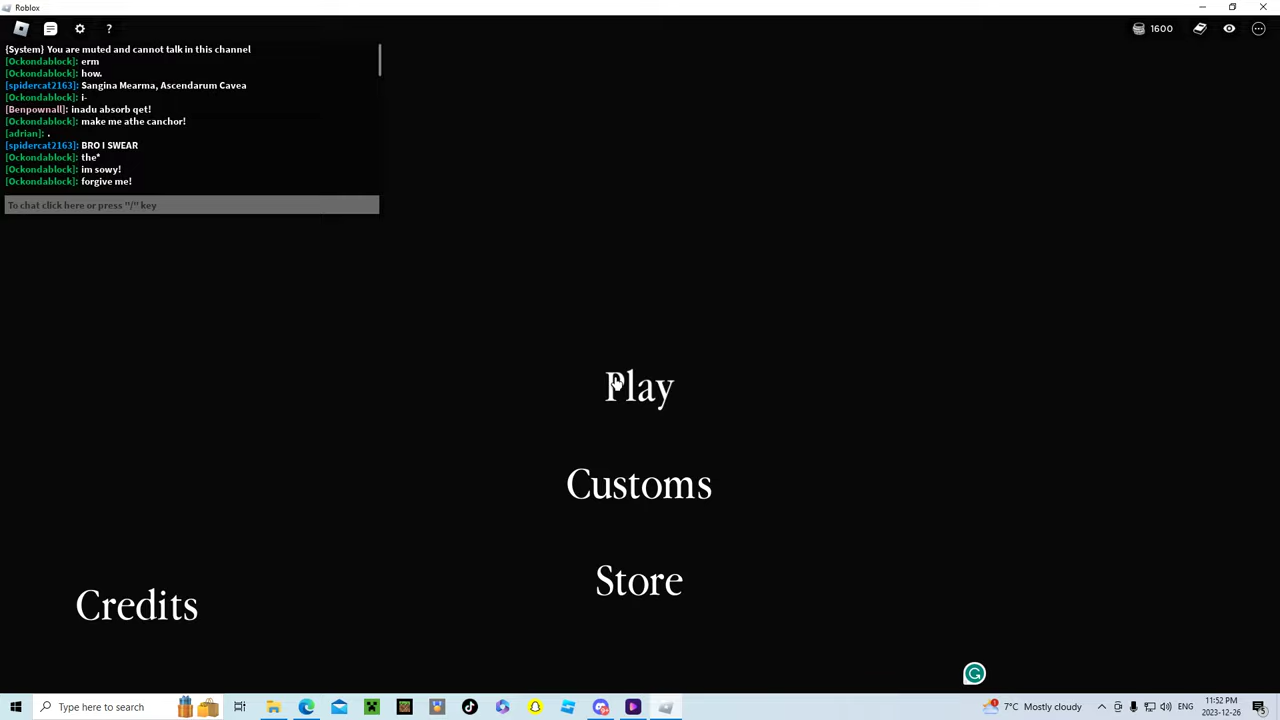 Roblox
1600
{System} You are muted and cannot talk in this channel
[Ockondablock]: erm
[Ockondablock]: how.
[spidercat2163]: Sangina Mearma, Ascendarum Cavea
[Ockondablock]: i-
[Benpownall]: inadu absorb qet!
[Ockondablock]: make me athe canchor!
[adrian]: .
[spidercat2163]: BRO I SWEAR
[Ockondablock]: the*
[Ockondablock]: im sowy!
[Ockondablock]: forgive me!
To chat click here or press "/" key
Play
Customs
Store
Credits
Type here to search
7°C Mostly cloudy
ENG
11:52 PM
2023-12-26